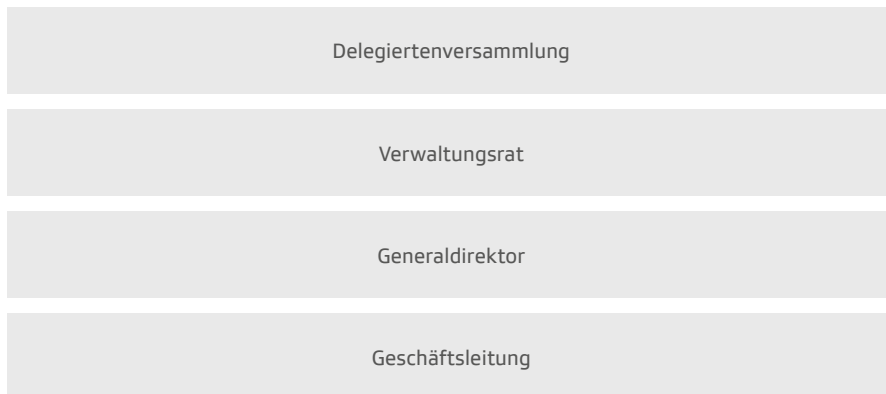 Delegiertenversammlung
Verwaltungsrat
Generaldirektor
Geschäftsleitung